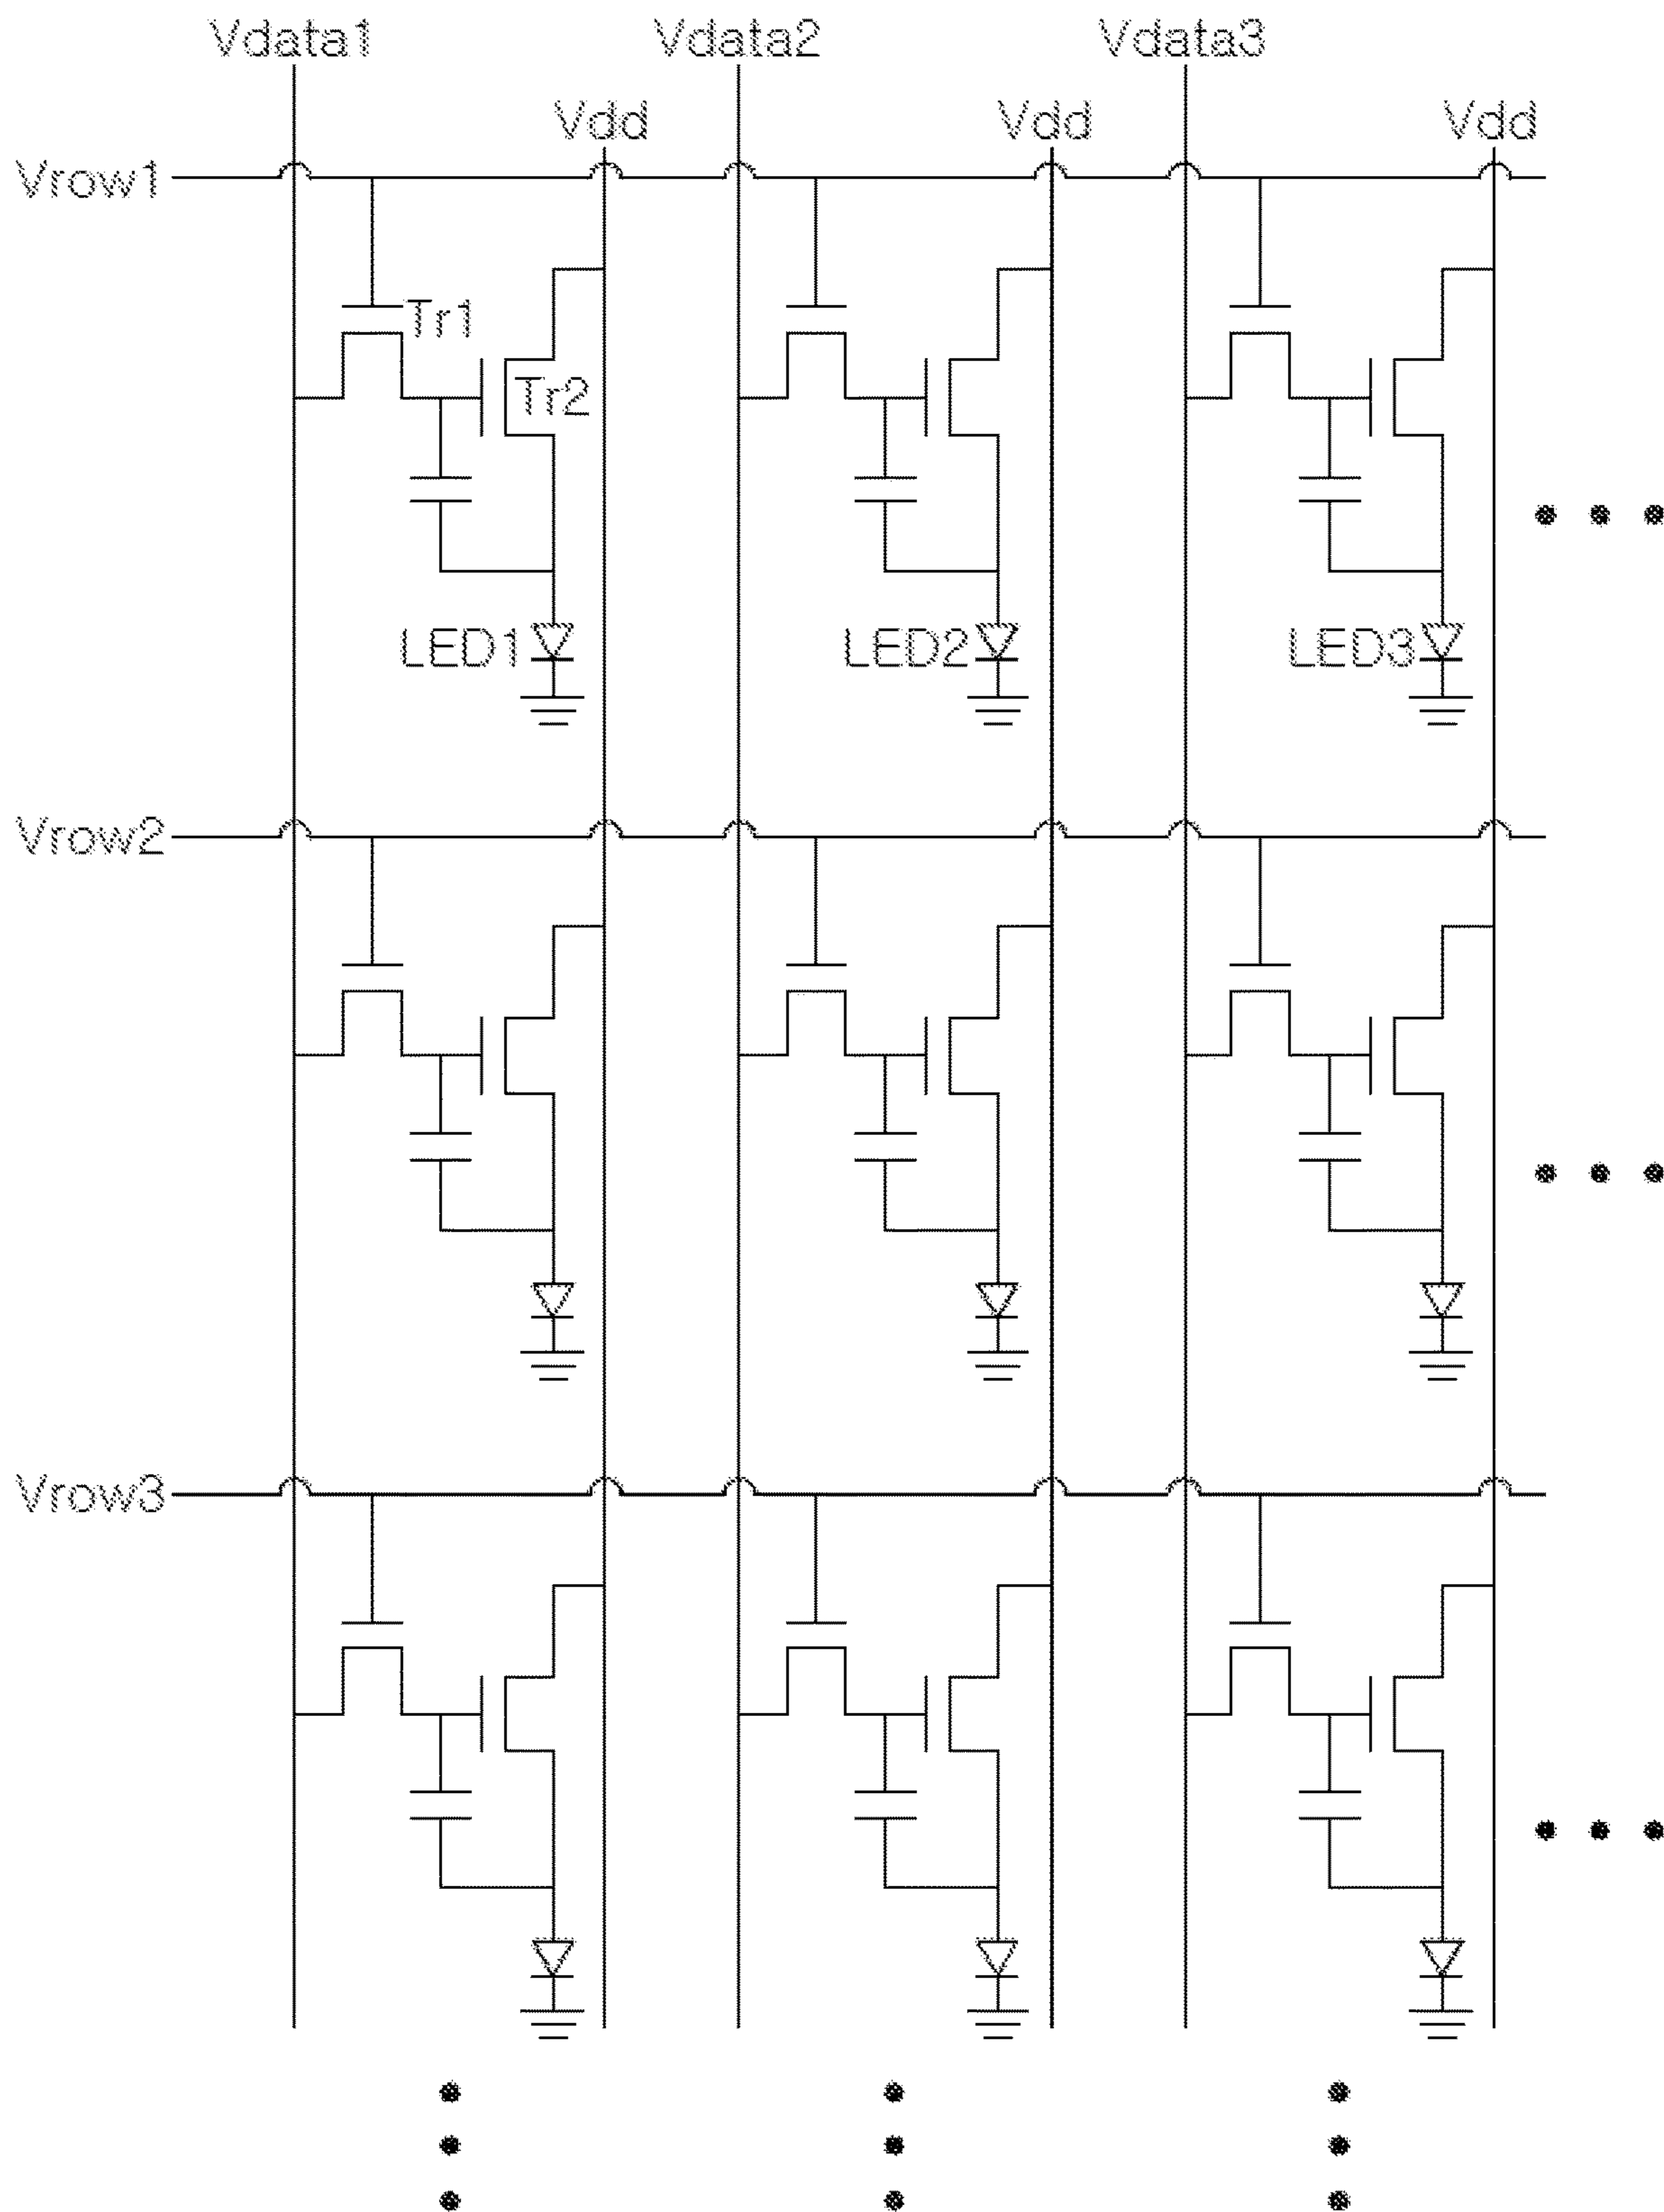 Vdata1 Vdata2 Vdata3
Vdd Vdd Vdd
Vrow1
Tr1
Tr2
LED1 LED2 LED3
Vrow2
Vrow3